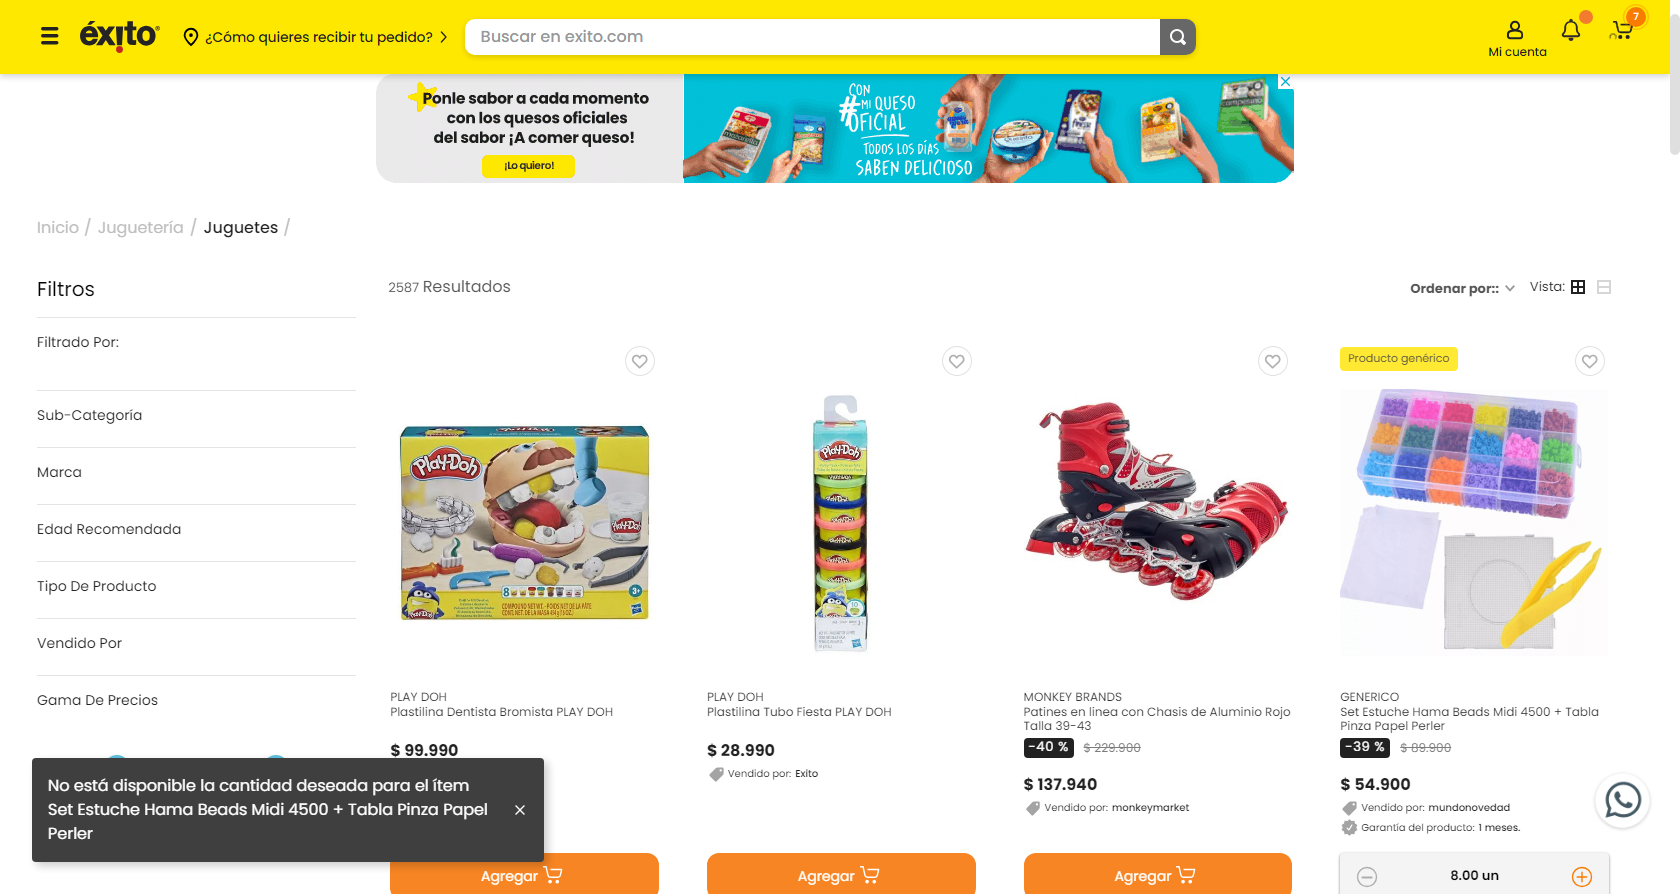 éxito
¿Cómo quieres recibir tu pedido?
Buscar en exito.com
Mi cuenta
7
Ponle sabor a cada momento
con los quesos oficiales
del sabor ¡A comer queso!
¡Lo quiero!
CON
#MI QUESO
OFICIAL
TODOS LOS DÍAS
SABEN DELICIOSO
Inicio / Juguetería / Juguetes /
Filtros
2587 Resultados
Ordenar por::
Vista:
Filtrado Por:
Sub-Categoría
Marca
Edad Recomendada
Tipo De Producto
Vendido Por
Gama De Precios
Play-Doh
PLAY DOH
Plastilina Dentista Bromista PLAY DOH
$ 99.990
Agregar
Play-Doh
PLAY DOH
Plastilina Tubo Fiesta PLAY DOH
$ 28.990
Vendido por: Exito
Agregar
MONKEY BRANDS
Patines en linea con Chasis de Aluminio Rojo
Talla 39-43
-40 % $ 229.900
$ 137.940
Vendido por: monkeymarket
Agregar
Producto genérico
GENERICO
Set Estuche Hama Beads Midi 4500 + Tabla
Pinza Papel Perler
-39 % $ 89.900
$ 54.900
Vendido por: mundonovedad
Garantía del producto: 1 meses.
8.00 un
No está disponible la cantidad deseada para el ítem
Set Estuche Hama Beads Midi 4500 + Tabla Pinza Papel
Perler